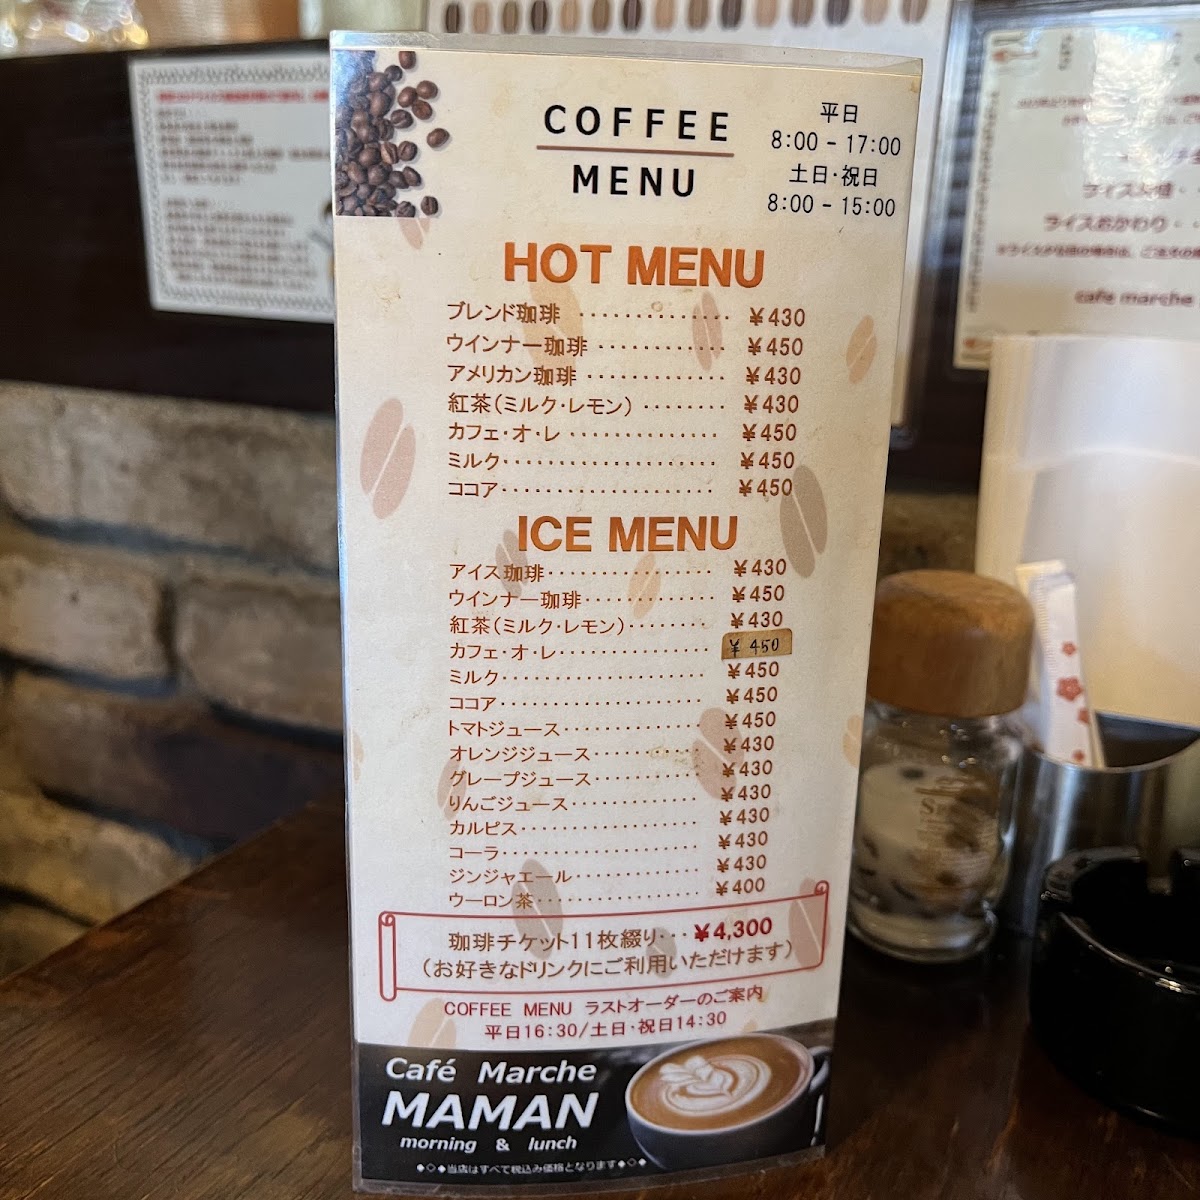 COFFEE
MENU
平日
8:00 - 17:00
土日・祝日
8:00 - 15:00
HOT MENU
ブレンド珈琲 ·············· ¥430
ウインナー珈琲 ············ ¥450
アメリカン珈琲 ············· ¥430
紅茶(ミルク・レモン) ········ ¥430
カフェ・オ・レ ·············· ¥450
ミルク···················· ¥450
ココア···················· ¥450
ICE MENU
アイス珈琲················ ¥430
ウインナー珈琲············· ¥450
紅茶(ミルク・レモン)········ ¥430
カフェ・オ・レ··············· ¥450
ミルク···················· ¥450
ココア···················· ¥450
トマトジュース·············· ¥450
オレンジジュース··········· ¥430
グレープジュース··········· ¥430
りんごジュース············· ¥430
カルピス·················· ¥430
コーラ··················· ¥430
ジンジャエール············· ¥430
ウーロン茶················ ¥400
珈琲チケット11枚綴り··· ¥4,300
(お好きなドリンクにご利用いただけます)
COFFEE MENU ラストオーダーのご案内
平日16:30/土日・祝日14:30
Café Marche
MAMAN
morning & lunch
◆◇◆当店はすべて税込み価格となります◆◇◆
ライスおかわり・・
cafe marche